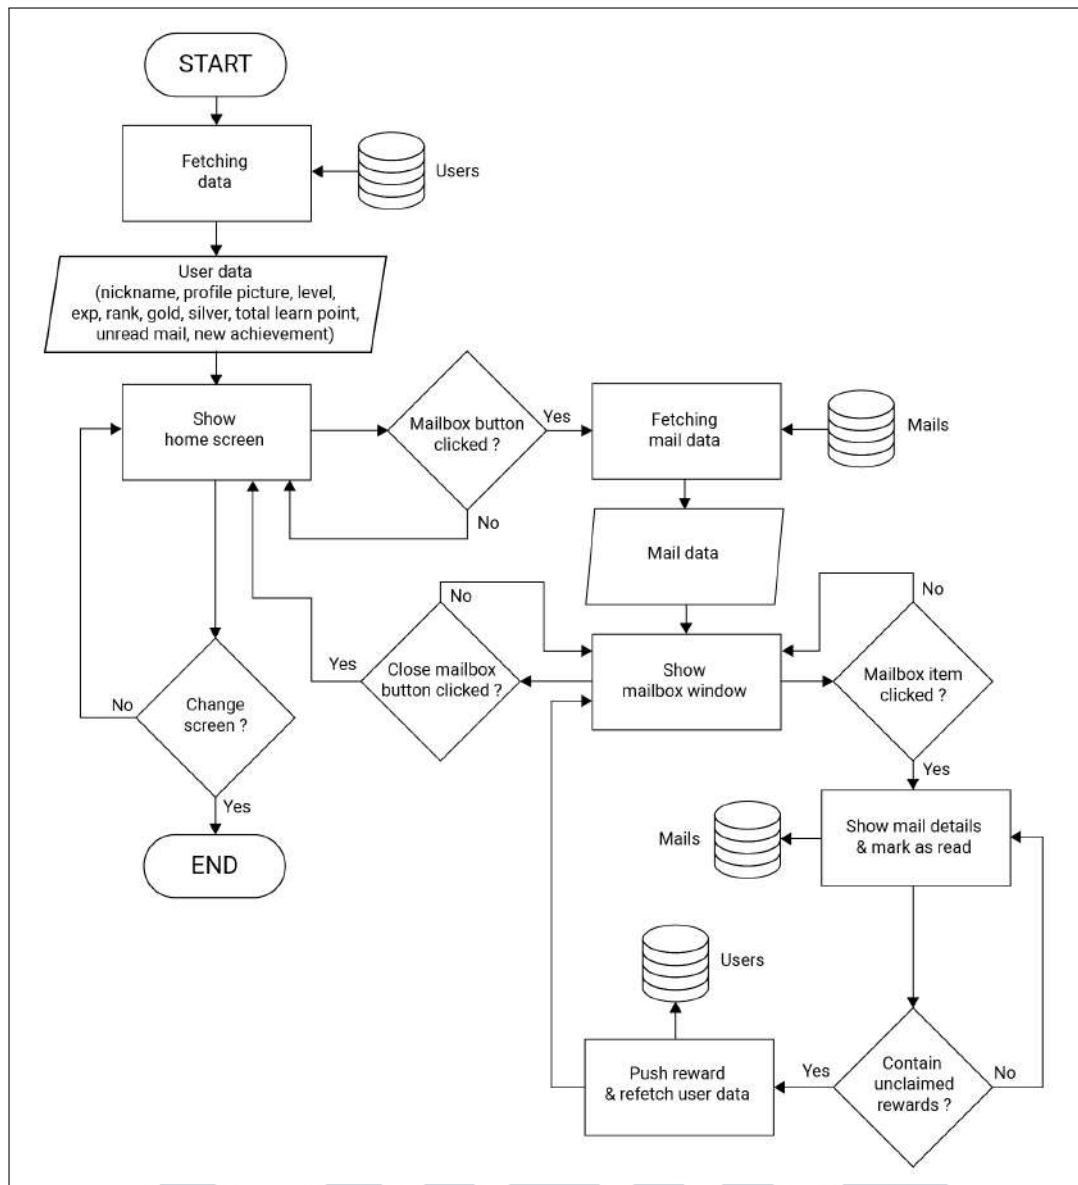 START
Fetching
data
Users
User data
(nickname, profile picture, level,
exp, rank, gold, silver, total learn point,
unread mail, new achievement)
Show
home screen
Mailbox button
clicked ?
Yes
No
Fetching
mail data
Mails
Mail data
No
Close mailbox
button clicked ?
Yes
Show
mailbox window
No
Mailbox item
clicked ?
Yes
Change
screen ?
No
Yes
END
Show mail details
& mark as read
Mails
Users
Push reward
& refetch user data
Yes
Contain
unclaimed
rewards ?
No